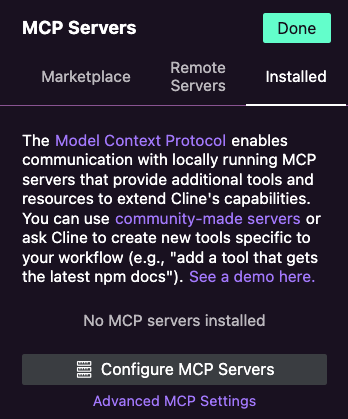 MCP Servers
Done
Marketplace
Remote
Servers
Installed
The Model Context Protocol enables
communication with locally running MCP
servers that provide additional tools and
resources to extend Cline's capabilities.
You can use community-made servers or
ask Cline to create new tools specific to
your workflow (e.g., "add a tool that gets
the latest npm docs"). See a demo here.
No MCP servers installed
Configure MCP Servers
Advanced MCP Settings